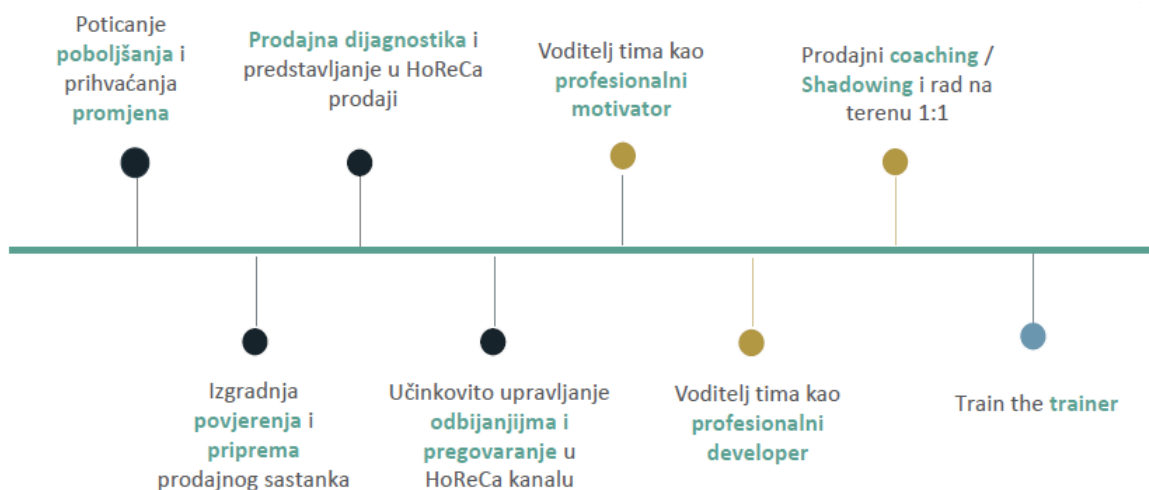 Poticanje
poboljšanja i
prihvaćanja
promjena
Prodajna dijagnostika i
predstavljanje u HoReCa
prodaji
Voditelj tima kao
profesionalni
motivator
Prodajni coaching /
Shadowing i rad na
terenu 1:1
Izgradnja
povjerenja i
priprema
prodajnog sastanka
Učinkovito upravljanje
odbijanjijma i
pregovaranje u
HoReCa kanalu
Voditelj tima kao
profesionalni
developer
Train the trainer